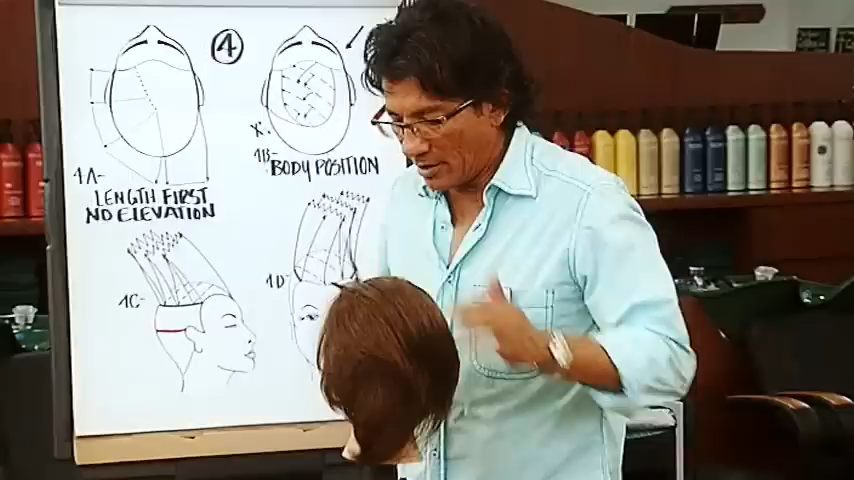 4
1A-
LENGTH FIRST
NO ELEVATION
X.
1B-
BODY POSITION
1C-
1D-